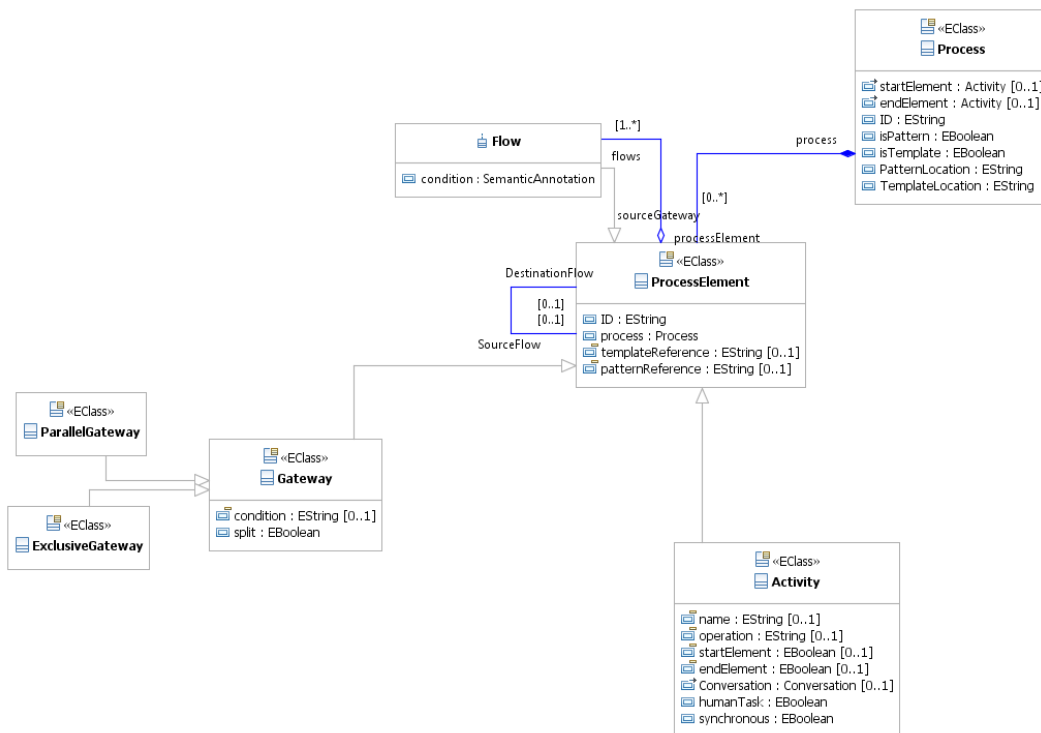 «EClass»
Process
startElement : Activity [0..1]
endElement : Activity [0..1]
ID : EString
isPattern : EBoolean
isTemplate : EBoolean
PatternLocation : EString
TemplateLocation : EString
process
[0..*]
processElement
[1..*]
flows
sourceGateway
Flow
condition : SemanticAnnotation
«EClass»
ProcessElement
ID : EString
process : Process
templateReference : EString [0..1]
patternReference : EString [0..1]
DestinationFlow
[0..1]
[0..1]
SourceFlow
«EClass»
ParallelGateway
«EClass»
ExclusiveGateway
«EClass»
Gateway
condition : EString [0..1]
split : EBoolean
«EClass»
Activity
name : EString [0..1]
operation : EString [0..1]
startElement : EBoolean [0..1]
endElement : EBoolean [0..1]
Conversation : Conversation [0..1]
humanTask : EBoolean
synchronous : EBoolean